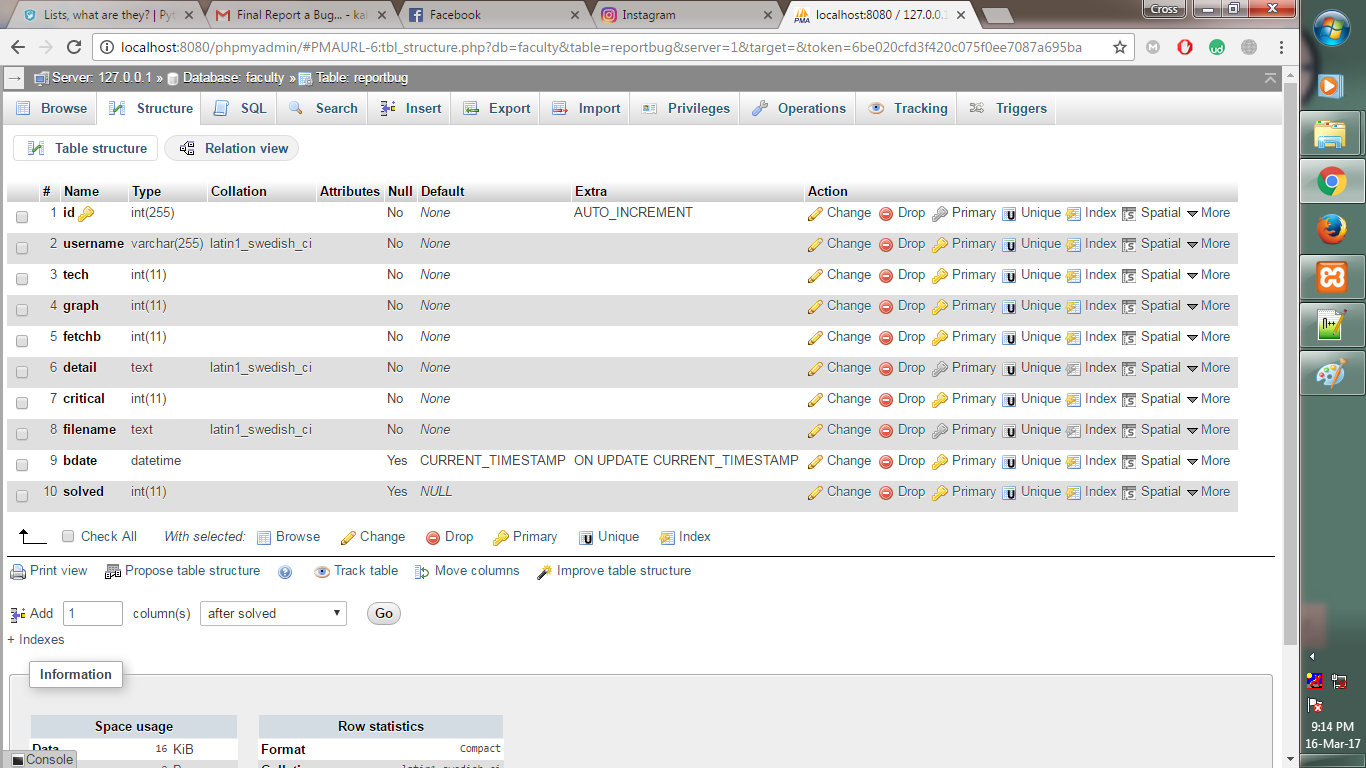 Lists, what are they? | Pyt
Final Report a Bug... - kal
Facebook
Instagram
localhost:8080 / 127.0.0.1
Cross
localhost:8080/phpmyadmin/#PMAURL-6:tbl_structure.php?db=faculty&table=reportbug&server=1&target=&token=6be020cfd3f420c075f0ee7087a695ba
Server: 127.0.0.1 » Database: faculty » Table: reportbug
Browse Structure SQL Search Insert Export Import Privileges Operations Tracking Triggers
Table structure Relation view
# Name Type Collation Attributes Null Default Extra Action
1 id int(255) No None AUTO_INCREMENT Change Drop Primary Unique Index Spatial More
2 username varchar(255) latin1_swedish_ci No None Change Drop Primary Unique Index Spatial More
3 tech int(11) No None Change Drop Primary Unique Index Spatial More
4 graph int(11) No None Change Drop Primary Unique Index Spatial More
5 fetchb int(11) No None Change Drop Primary Unique Index Spatial More
6 detail text latin1_swedish_ci No None Change Drop Primary Unique Index Spatial More
7 critical int(11) No None Change Drop Primary Unique Index Spatial More
8 filename text latin1_swedish_ci No None Change Drop Primary Unique Index Spatial More
9 bdate datetime Yes CURRENT_TIMESTAMP ON UPDATE CURRENT_TIMESTAMP Change Drop Primary Unique Index Spatial More
10 solved int(11) Yes NULL Change Drop Primary Unique Index Spatial More
Check All With selected: Browse Change Drop Primary Unique Index
Print view Propose table structure Track table Move columns Improve table structure
Add 1 column(s) after solved Go
+ Indexes
Information
Space usage Row statistics
Data 16 KiB Format Compact
Console
9:14 PM
16-Mar-17